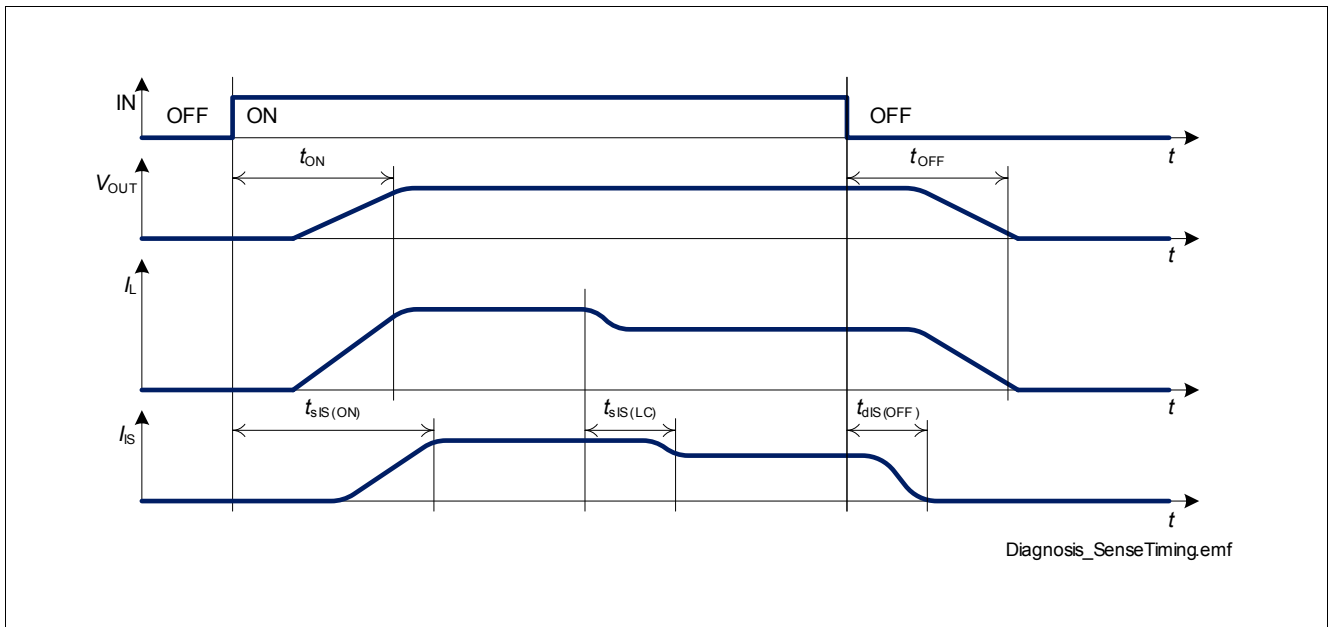 IN
OFF
ON
OFF
t
tON
tOFF
VOUT
t
IL
t
tsIS(ON)
tsIS(LC)
tdIS(OFF)
IIS
t
Diagnosis_SenseTiming.emf